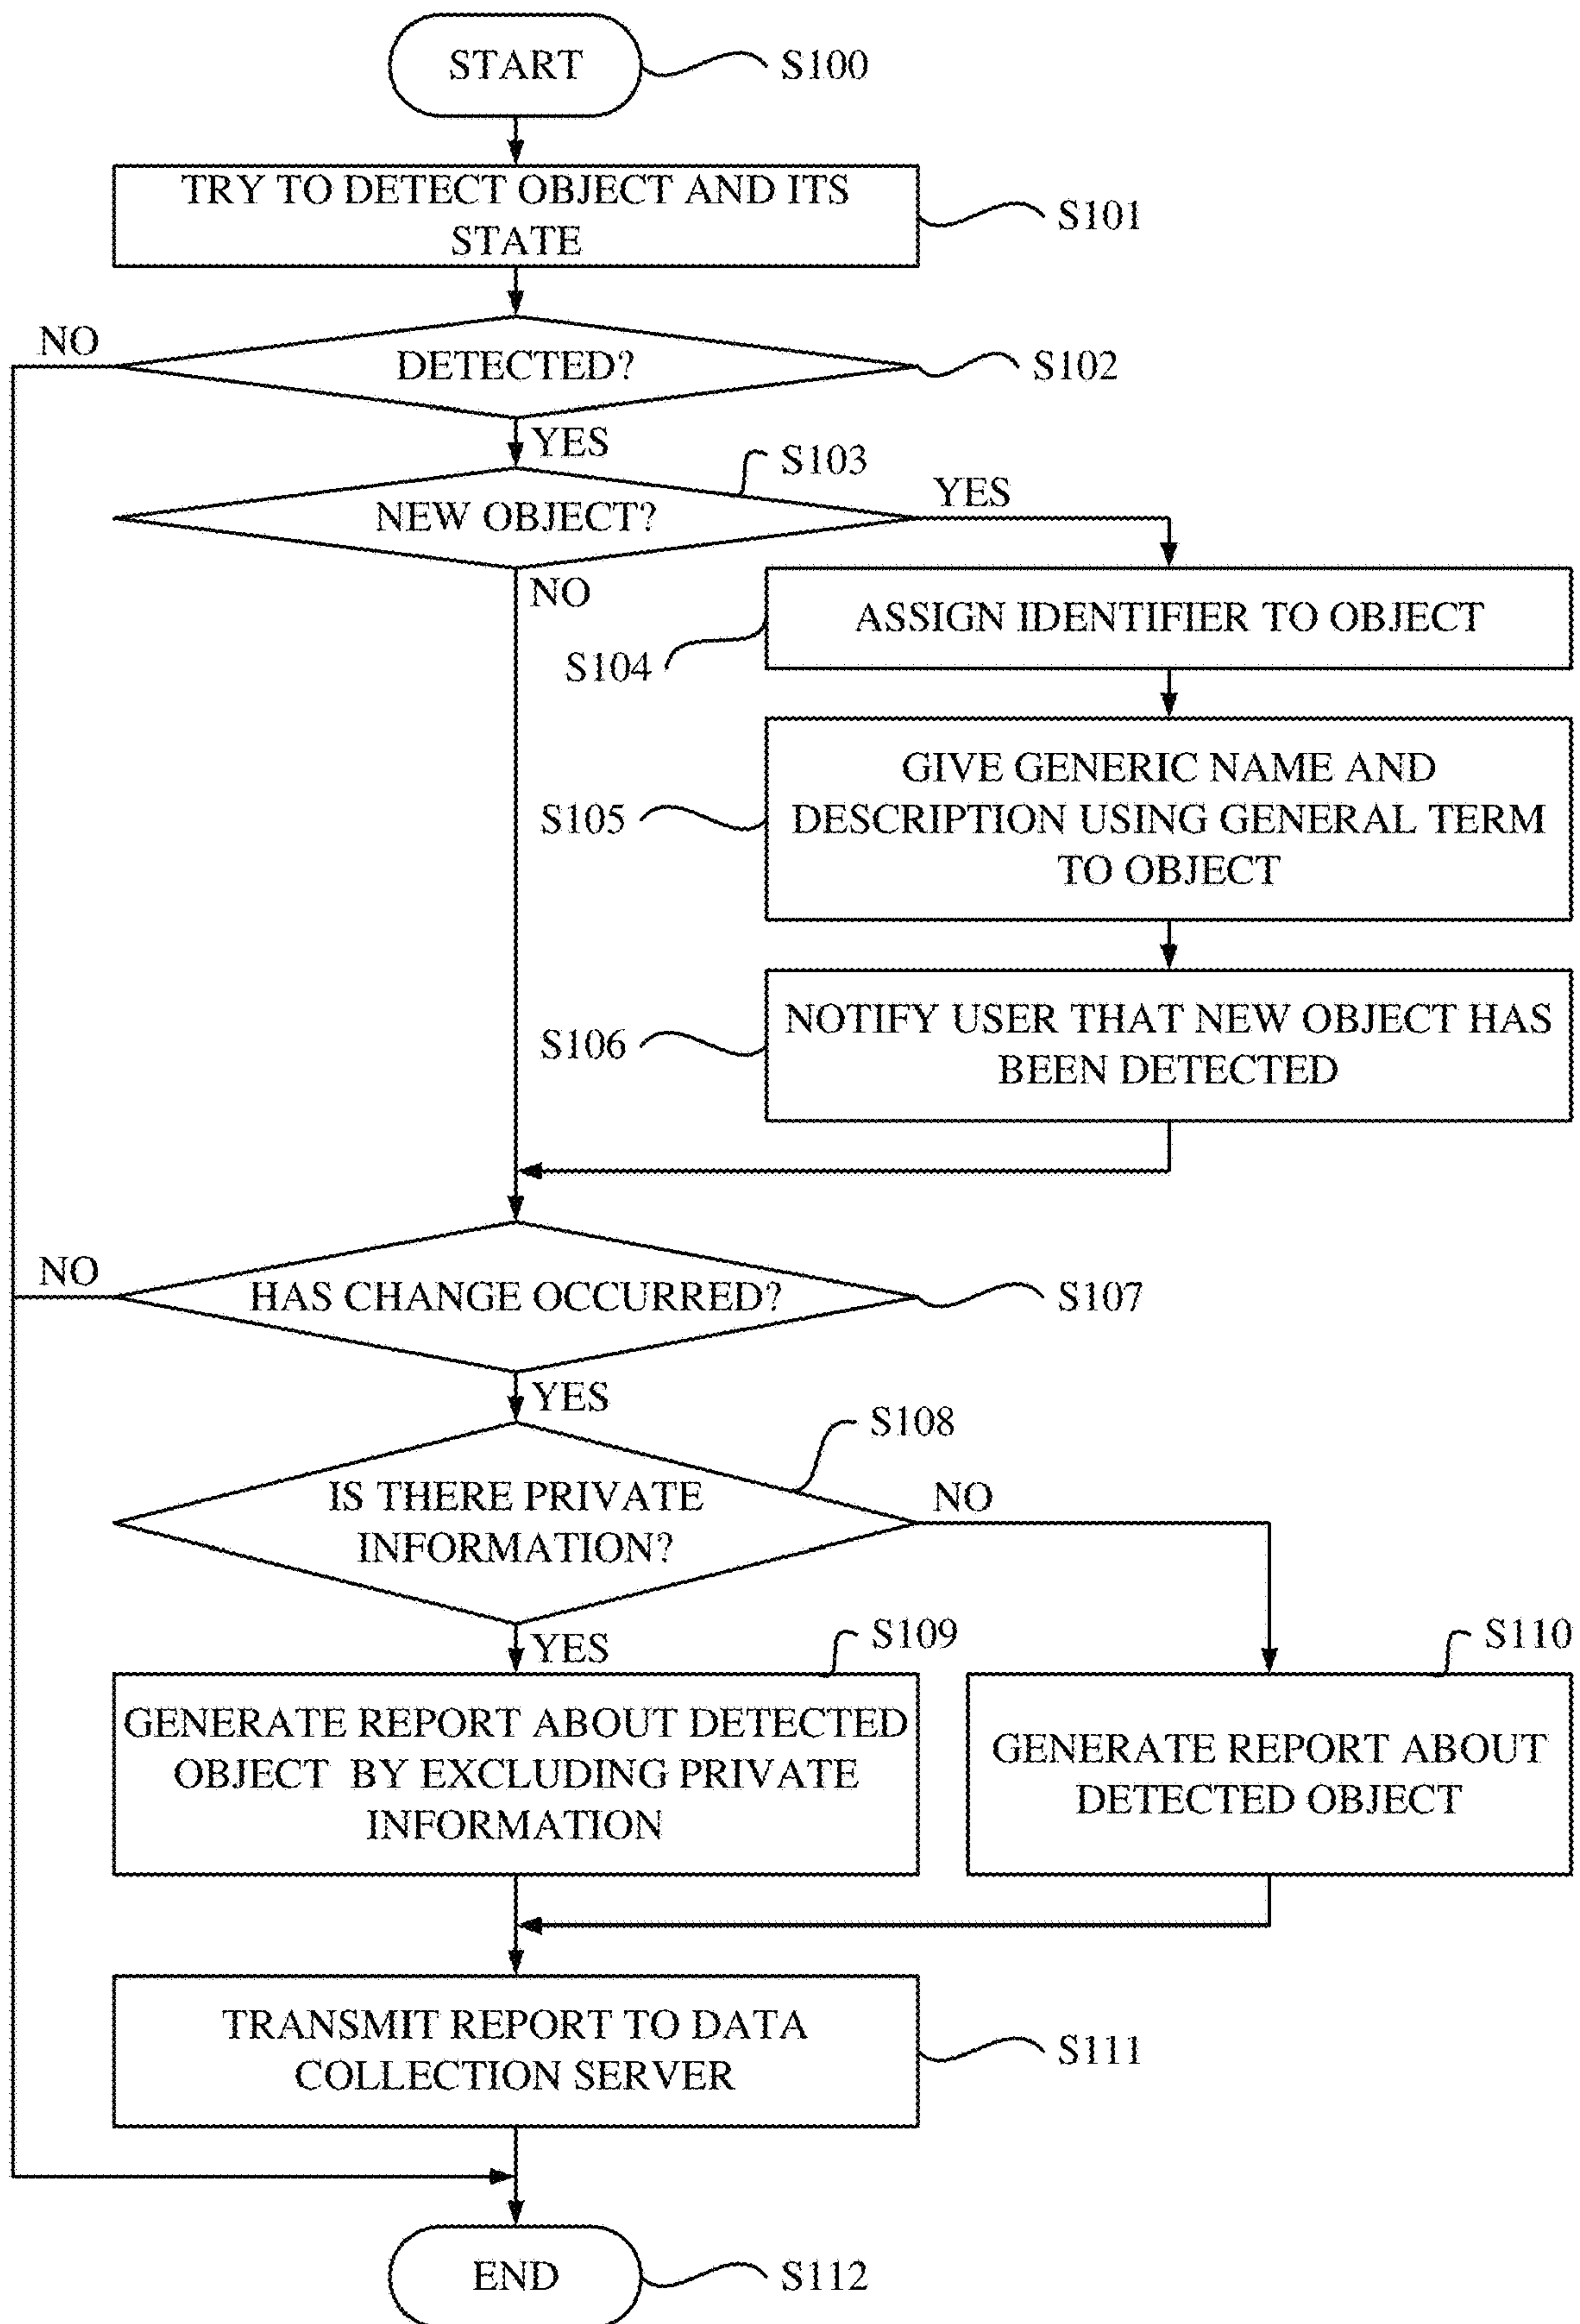 START
S100
TRY TO DETECT OBJECT AND ITS
STATE
S101
NO
DETECTED?
S102
YES
S103
NEW OBJECT?
YES
NO
ASSIGN IDENTIFIER TO OBJECT
S104
GIVE GENERIC NAME AND
DESCRIPTION USING GENERAL TERM
TO OBJECT
S105
NOTIFY USER THAT NEW OBJECT HAS
BEEN DETECTED
S106
NO
HAS CHANGE OCCURRED?
S107
YES
S108
IS THERE PRIVATE
INFORMATION?
NO
YES
S109
GENERATE REPORT ABOUT DETECTED
OBJECT BY EXCLUDING PRIVATE
INFORMATION
S110
GENERATE REPORT ABOUT
DETECTED OBJECT
TRANSMIT REPORT TO DATA
COLLECTION SERVER
S111
END
S112